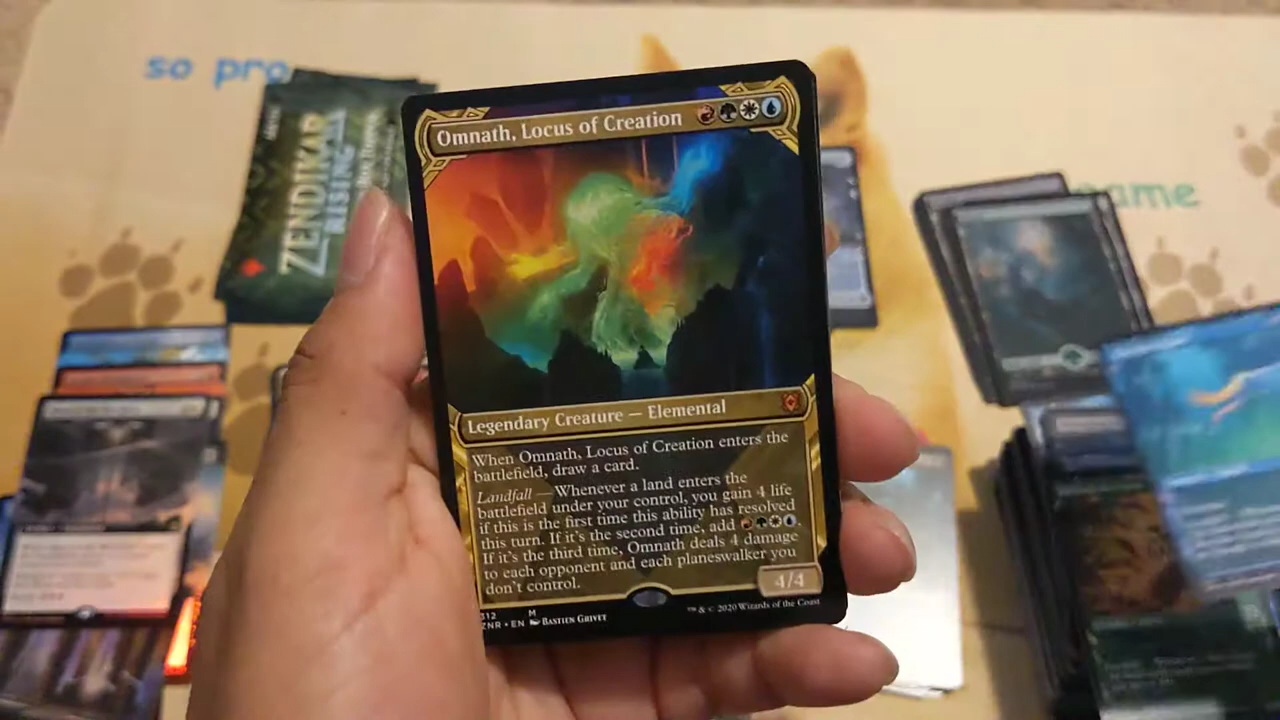 so pro
ZENDIKAR
RISING
ame
Omnath, Locus of Creation
Legendary Creature — Elemental
When Omnath, Locus of Creation enters the
battlefield, draw a card.
Landfall — Whenever a land enters the
battlefield under your control, you gain 4 life
if this is the first time this ability has resolved
this turn. If it's the second time, add
If it's the third time, Omnath deals 4 damage
to each opponent and each planeswalker you
don't control.
4/4
312 M
ZNR • EN BASTIEN GRIVET
™ & © 2020 Wizards of the Coast